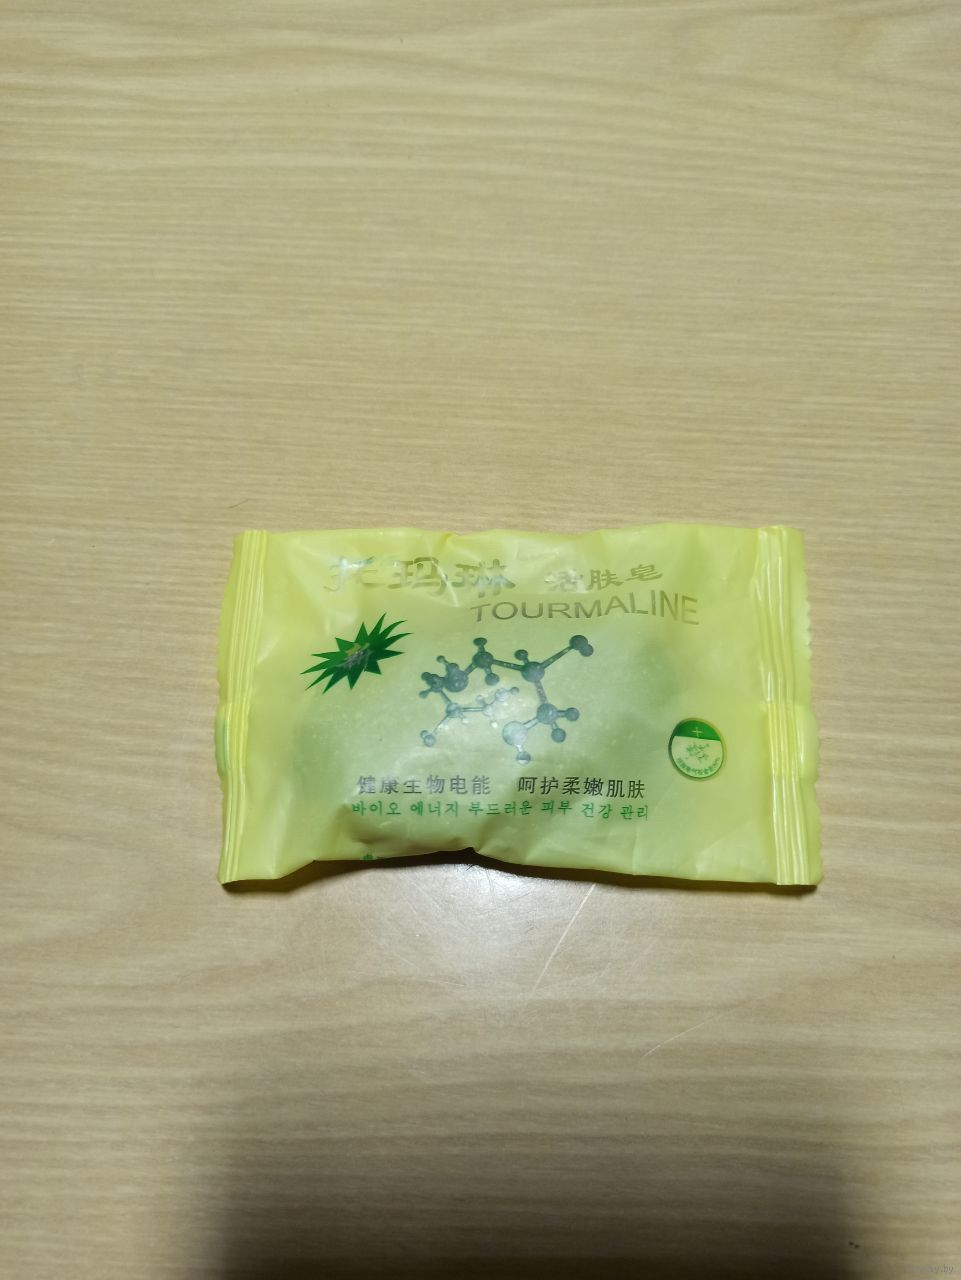 托玛琳 活肤皂
TOURMALINE
健康生物电能 呵护柔嫩肌肤
바이오 에너지 부드러운 피부 건강 관리